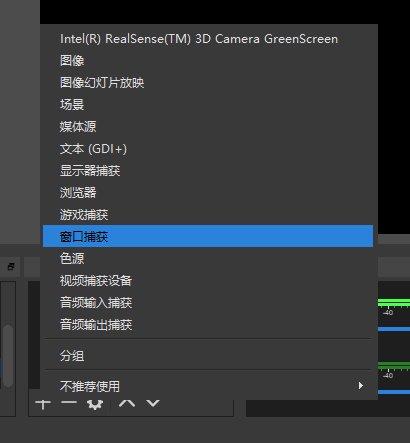 Intel(R) RealSense(TM) 3D Camera GreenScreen
图像
图像幻灯片放映
场景
媒体源
文本 (GDI+)
显示器捕获
浏览器
游戏捕获
窗口捕获
色源
视频捕获设备
音频输入捕获
音频输出捕获
-40
分组
-40
不推荐使用